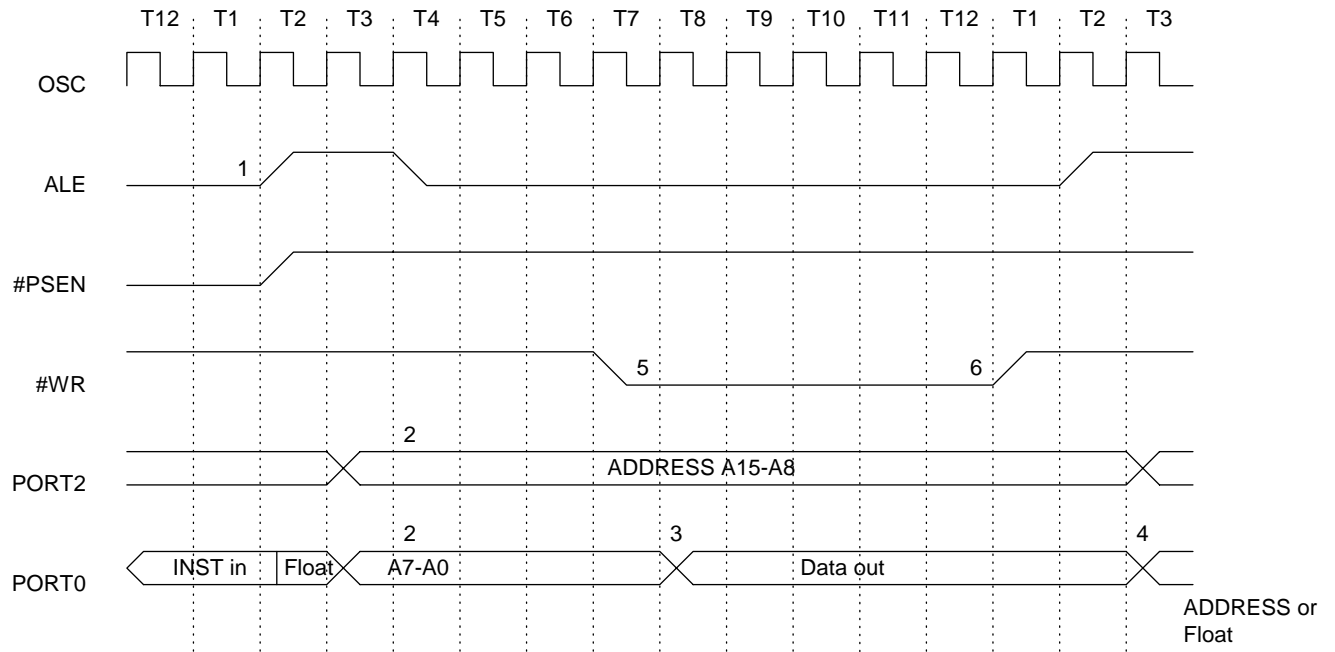 T12 T1 T2 T3 T4 T5 T6 T7 T8 T9 T10 T11 T12 T1 T2 T3
OSC
1
ALE
#PSEN
5 6
#WR
2
ADDRESS A15-A8
PORT2
2 3 4
INST in Float A7-A0 Data out
PORT0
ADDRESS or
Float